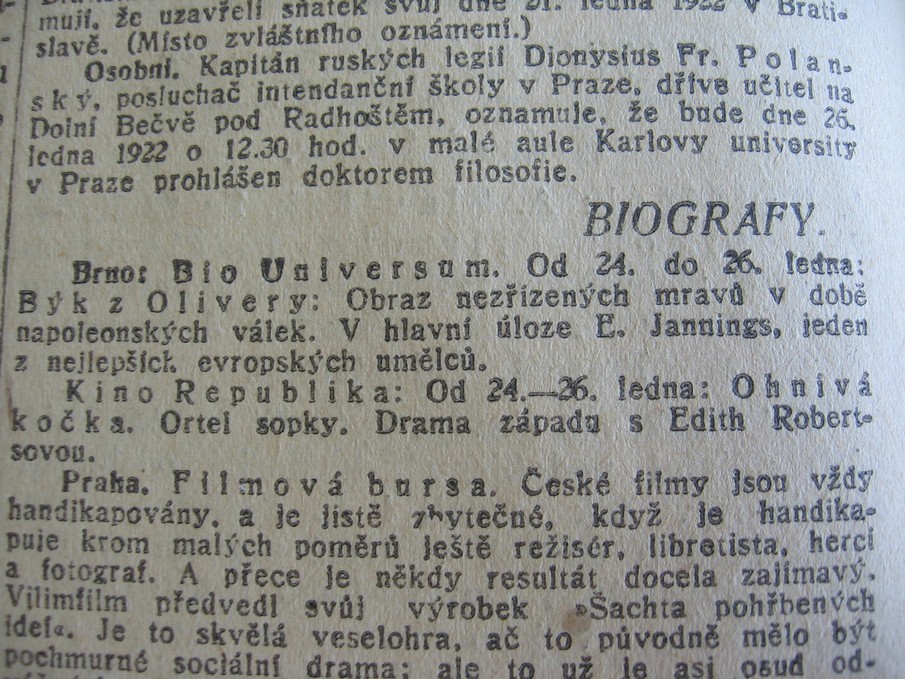 mují, že uzavřeli sňatek svůj dne 21. ledna 1922 v Brati-
slavě. (Místo zvláštního oznámení.)
Osobní. Kapitán ruských legií Dionysius Fr. Polan-
ský, posluchač intendanční školy v Praze, dříve učitel na
Dolní Bečvě pod Radhoštěm, oznamuje, že bude dne 26.
ledna 1922 o 12.30 hod. v malé aule Karlovy university
v Praze prohlášen doktorem filosofie.
BIOGRAFY.
Brno: Bio Universum. Od 24. do 26. ledna:
Býk z Olivery: Obraz nezřízených mravů v době
napoleonských válek. V hlavní úloze E. Jannings, jeden
z nejlepších evropských umělců.
Kino Republika: Od 24.—26. ledna: Ohnivá
kočka. Ortel sopky. Drama západu s Edith Robert-
sovou.
Praha. Filmová bursa. České filmy jsou vždy
handikapovány, a je jistě zbytečné, když je handika-
puje krom malých poměrů ještě režisér, libretista, herci
a fotograf. A přece je někdy resultát docela zajímavý.
Vilimfilm předvedl svůj výrobek »Šachta pohřbených
ideí«. Je to skvělá veselohra, ač to původně mělo být
pochmurné sociální drama; ale to už je asi osud od-